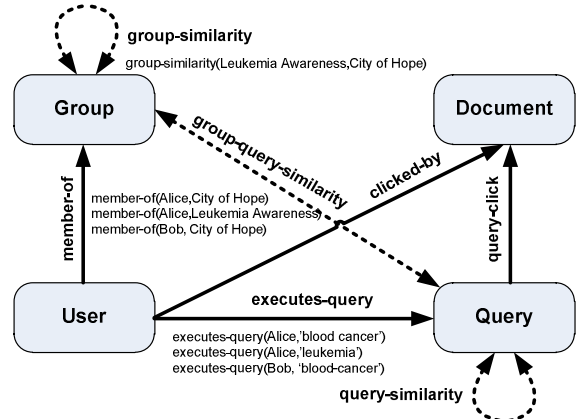 group-similarity
group-similarity(Leukemia Awareness,City of Hope)
Group
Document
group-query-similarity
clicked-by
member-of
member-of(Alice,City of Hope)
member-of(Alice,Leukemia Awareness)
member-of(Bob, City of Hope)
query-click
User
executes-query
Query
executes-query(Alice,'blood cancer')
executes-query(Alice,'leukemia')
executes-query(Bob, 'blood-cancer')
query-similarity